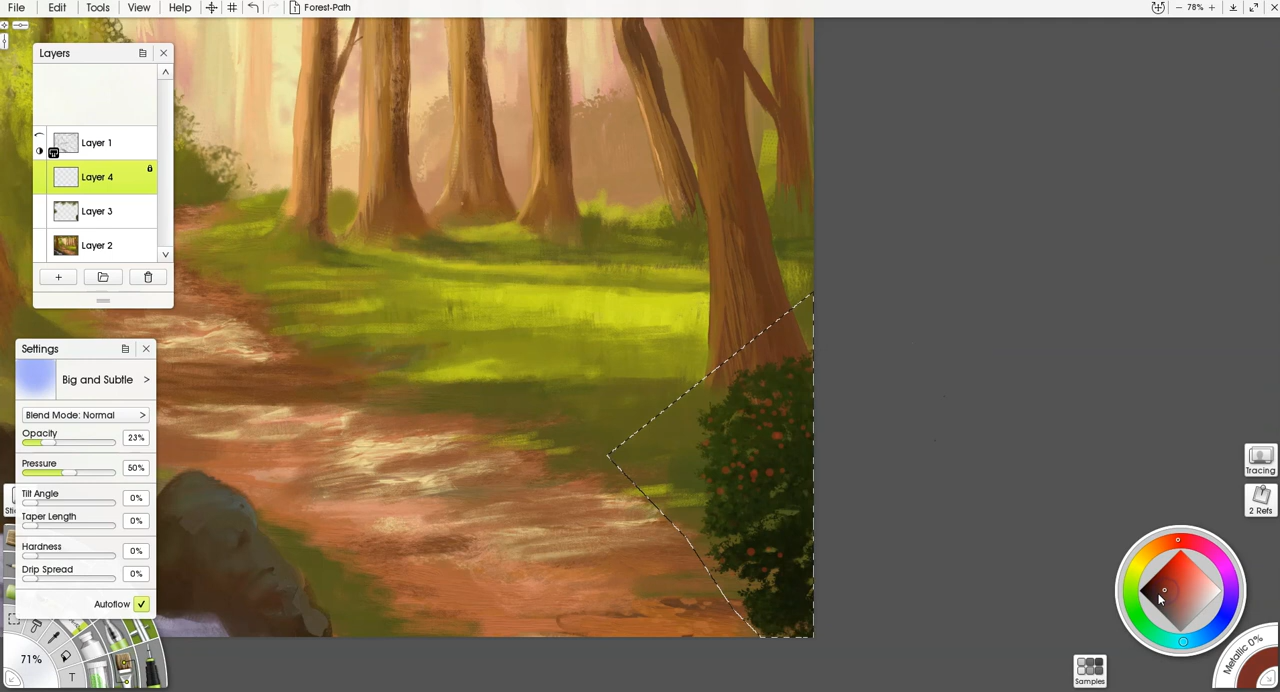 File Edit Tools View Help Forest-Path 78%
Layers
Layer 1
Layer 4
Layer 3
Layer 2
Settings
Big and Subtle >
Blend Mode: Normal >
Opacity
23%
Pressure
50%
Tilt Angle
0%
Taper Length
0%
Hardness
0%
Drip Spread
0%
Autoflow
71%
T
Tracing
2 Refs
Metallic 0%
Samples